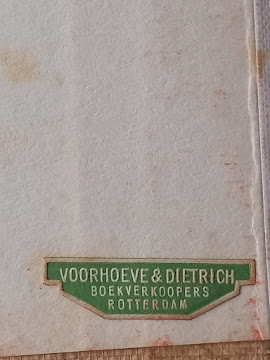 VOORHOEVE & DIETRICH
BOEKVERKOOPERS
ROTTERDAM